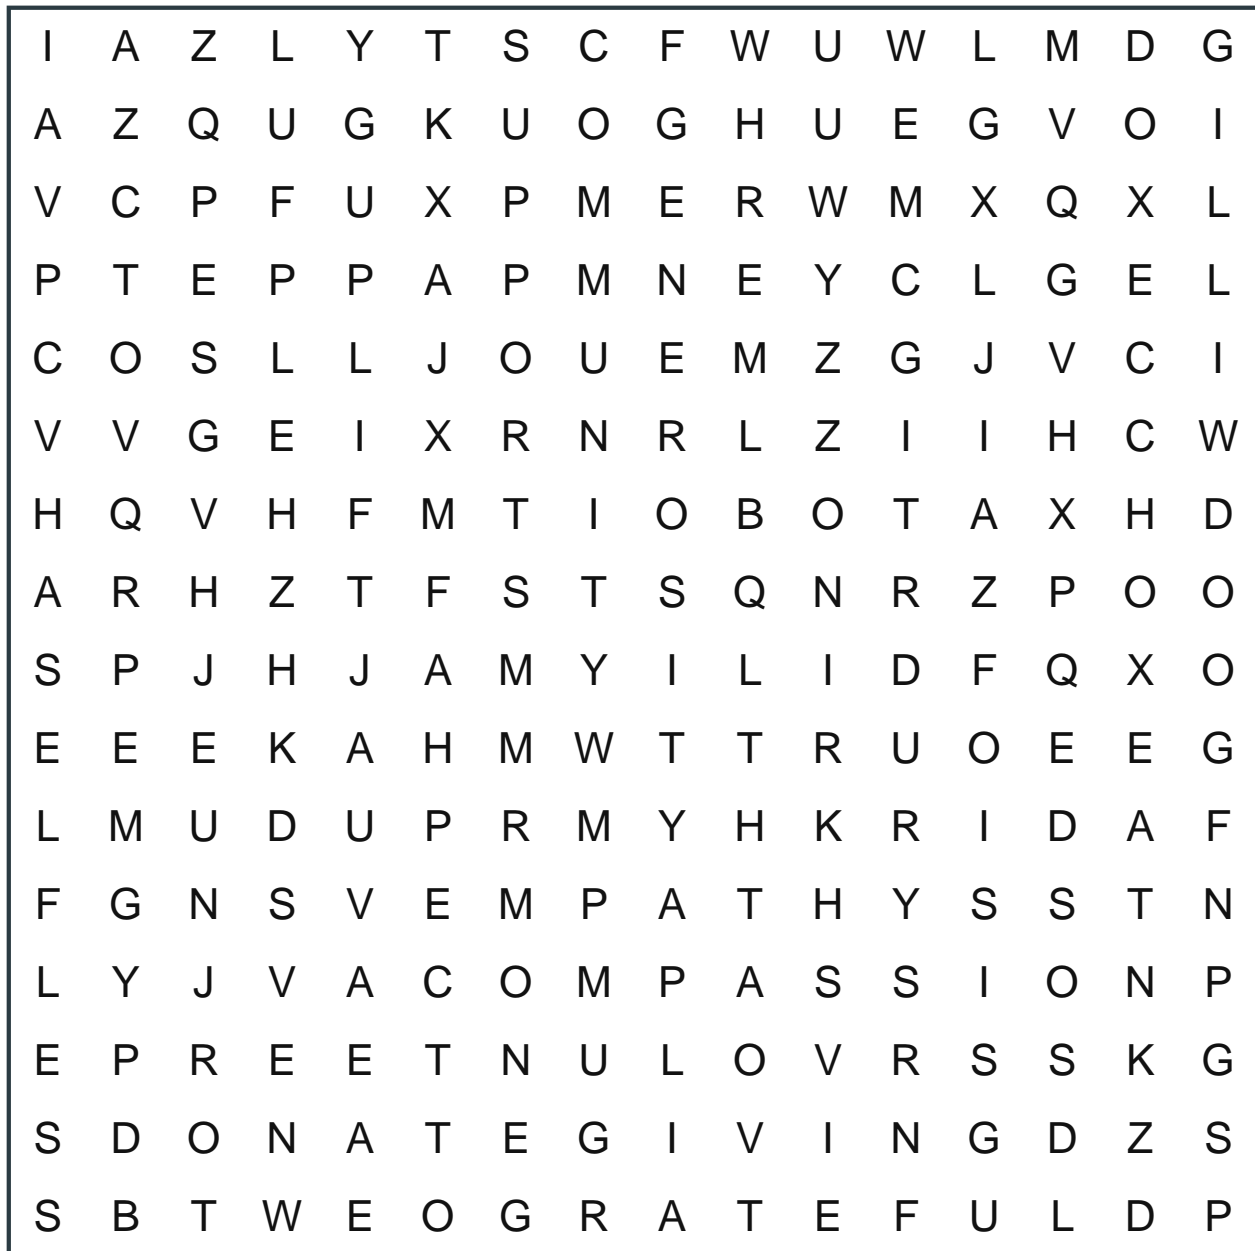 I A Z L Y T S C F W U W L M D G
A Z Q U G K U O G H U E G V O I
V C P F U X P M E R W M X Q X L
P T E P P A P M N E Y C L G E L
C O S L L J O U E M Z G J V C I
V V G E I X R N R L Z I I H C W
H Q V H F M T I O B O T A X H D
A R H Z T F S T S Q N R Z P O O
S P J H J A M Y I L I D F Q X O
E E E K A H M W T T R U O E E G
L M U D U P R M Y H K R I D A F
F G N S V E M P A T H Y S S T N
L Y J V A C O M P A S S I O N P
E P R E E T N U L O V R S S K G
S D O N A T E G I V I N G D Z S
S B T W E O G R A T E F U L D P